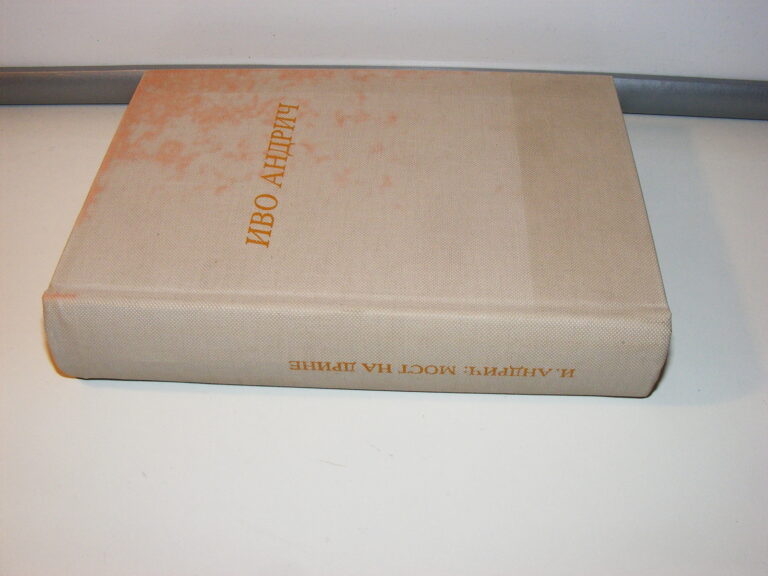 ИВО АНДРИЧ
И. АНДРИЧ: МОСТ НА ДРИНЕ